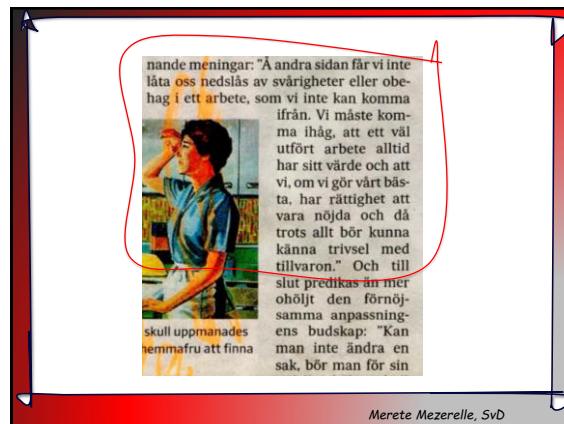 nande meningar: "Å andra sidan får vi inte
låta oss nedslås av svårigheter eller obe-
hag i ett arbete, som vi inte kan komma
ifrån. Vi måste kom-
ma ihåg, att ett väl
utfört arbete alltid
har sitt värde och att
vi, om vi gör vårt bäs-
ta, har rättighet att
vara nöjda och då
trots allt bör kunna
känna trivsel med
tillvaron." Och till
slut predikas än mer
ohöljt den förnöj-
samma anpassning-
ens budskap: "Kan
man inte ändra en
sak, bör man för sin
skull uppmanades
hemmafru att finna
Merete Mezerelle, SvD